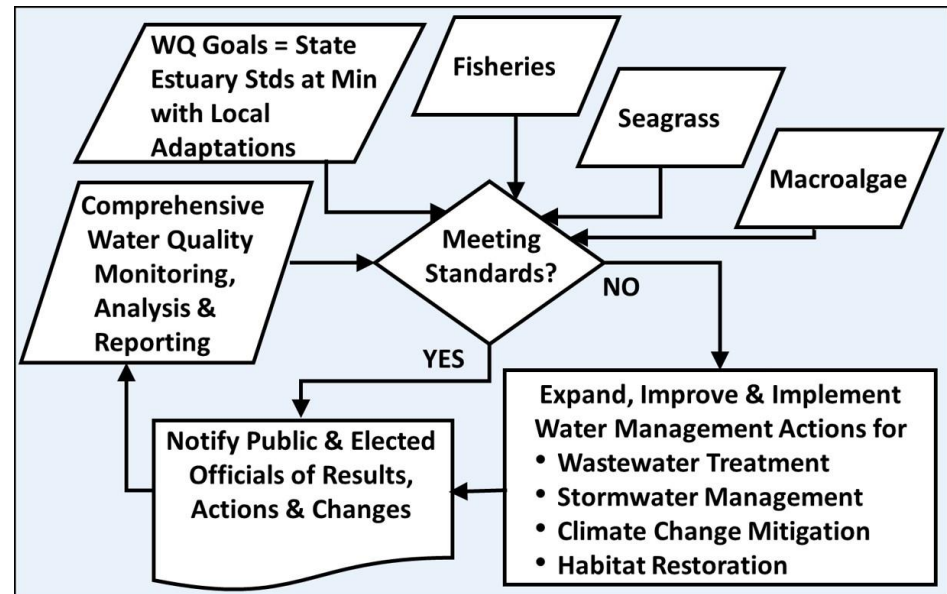 WQ Goals = State
Estuary Stds at Min
with Local
Adaptations
Fisheries
Seagrass
Macroalgae
Comprehensive
Water Quality
Monitoring,
Analysis &
Reporting
Meeting
Standards?
NO
YES
Notify Public & Elected
Officials of Results,
Actions & Changes
Expand, Improve & Implement
Water Management Actions for
• Wastewater Treatment
• Stormwater Management
• Climate Change Mitigation
• Habitat Restoration